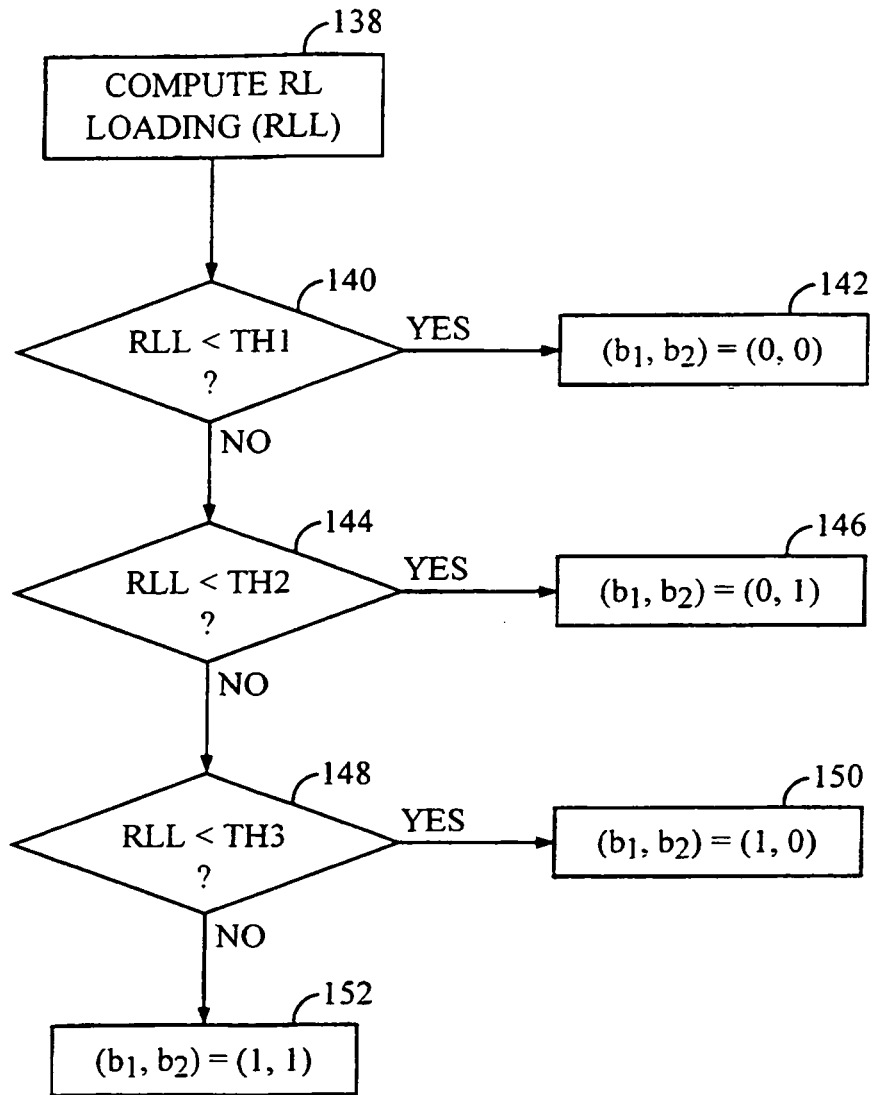 138
COMPUTE RL
LOADING (RLL)
140
RLL < TH1
?
YES
142
(b1, b2) = (0, 0)
NO
144
RLL < TH2
?
YES
146
(b1, b2) = (0, 1)
NO
148
RLL < TH3
?
YES
150
(b1, b2) = (1, 0)
NO
152
(b1, b2) = (1, 1)